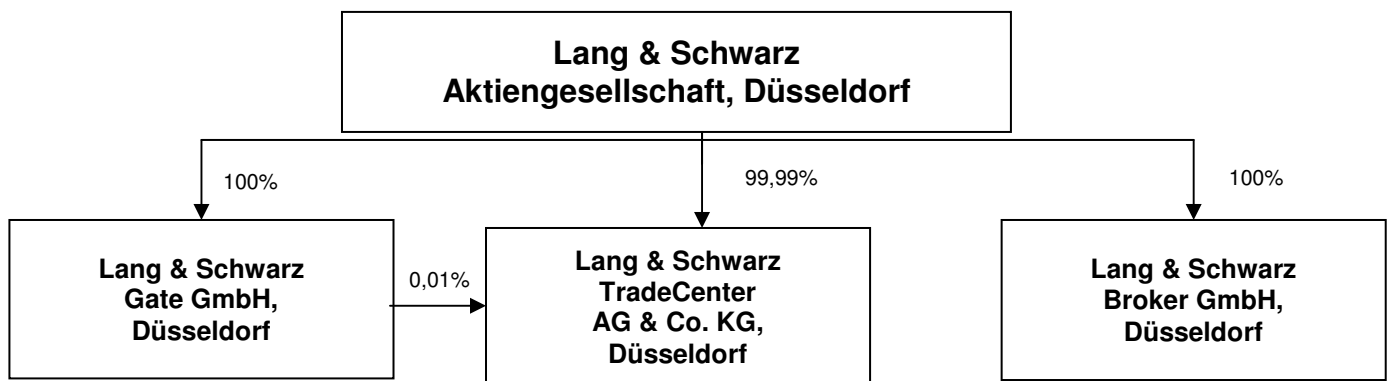 Lang & Schwarz
Aktiengesellschaft, Düsseldorf
100%
99,99%
100%
Lang & Schwarz
Gate GmbH,
Düsseldorf
0,01%
Lang & Schwarz
TradeCenter
AG & Co. KG,
Düsseldorf
Lang & Schwarz
Broker GmbH,
Düsseldorf